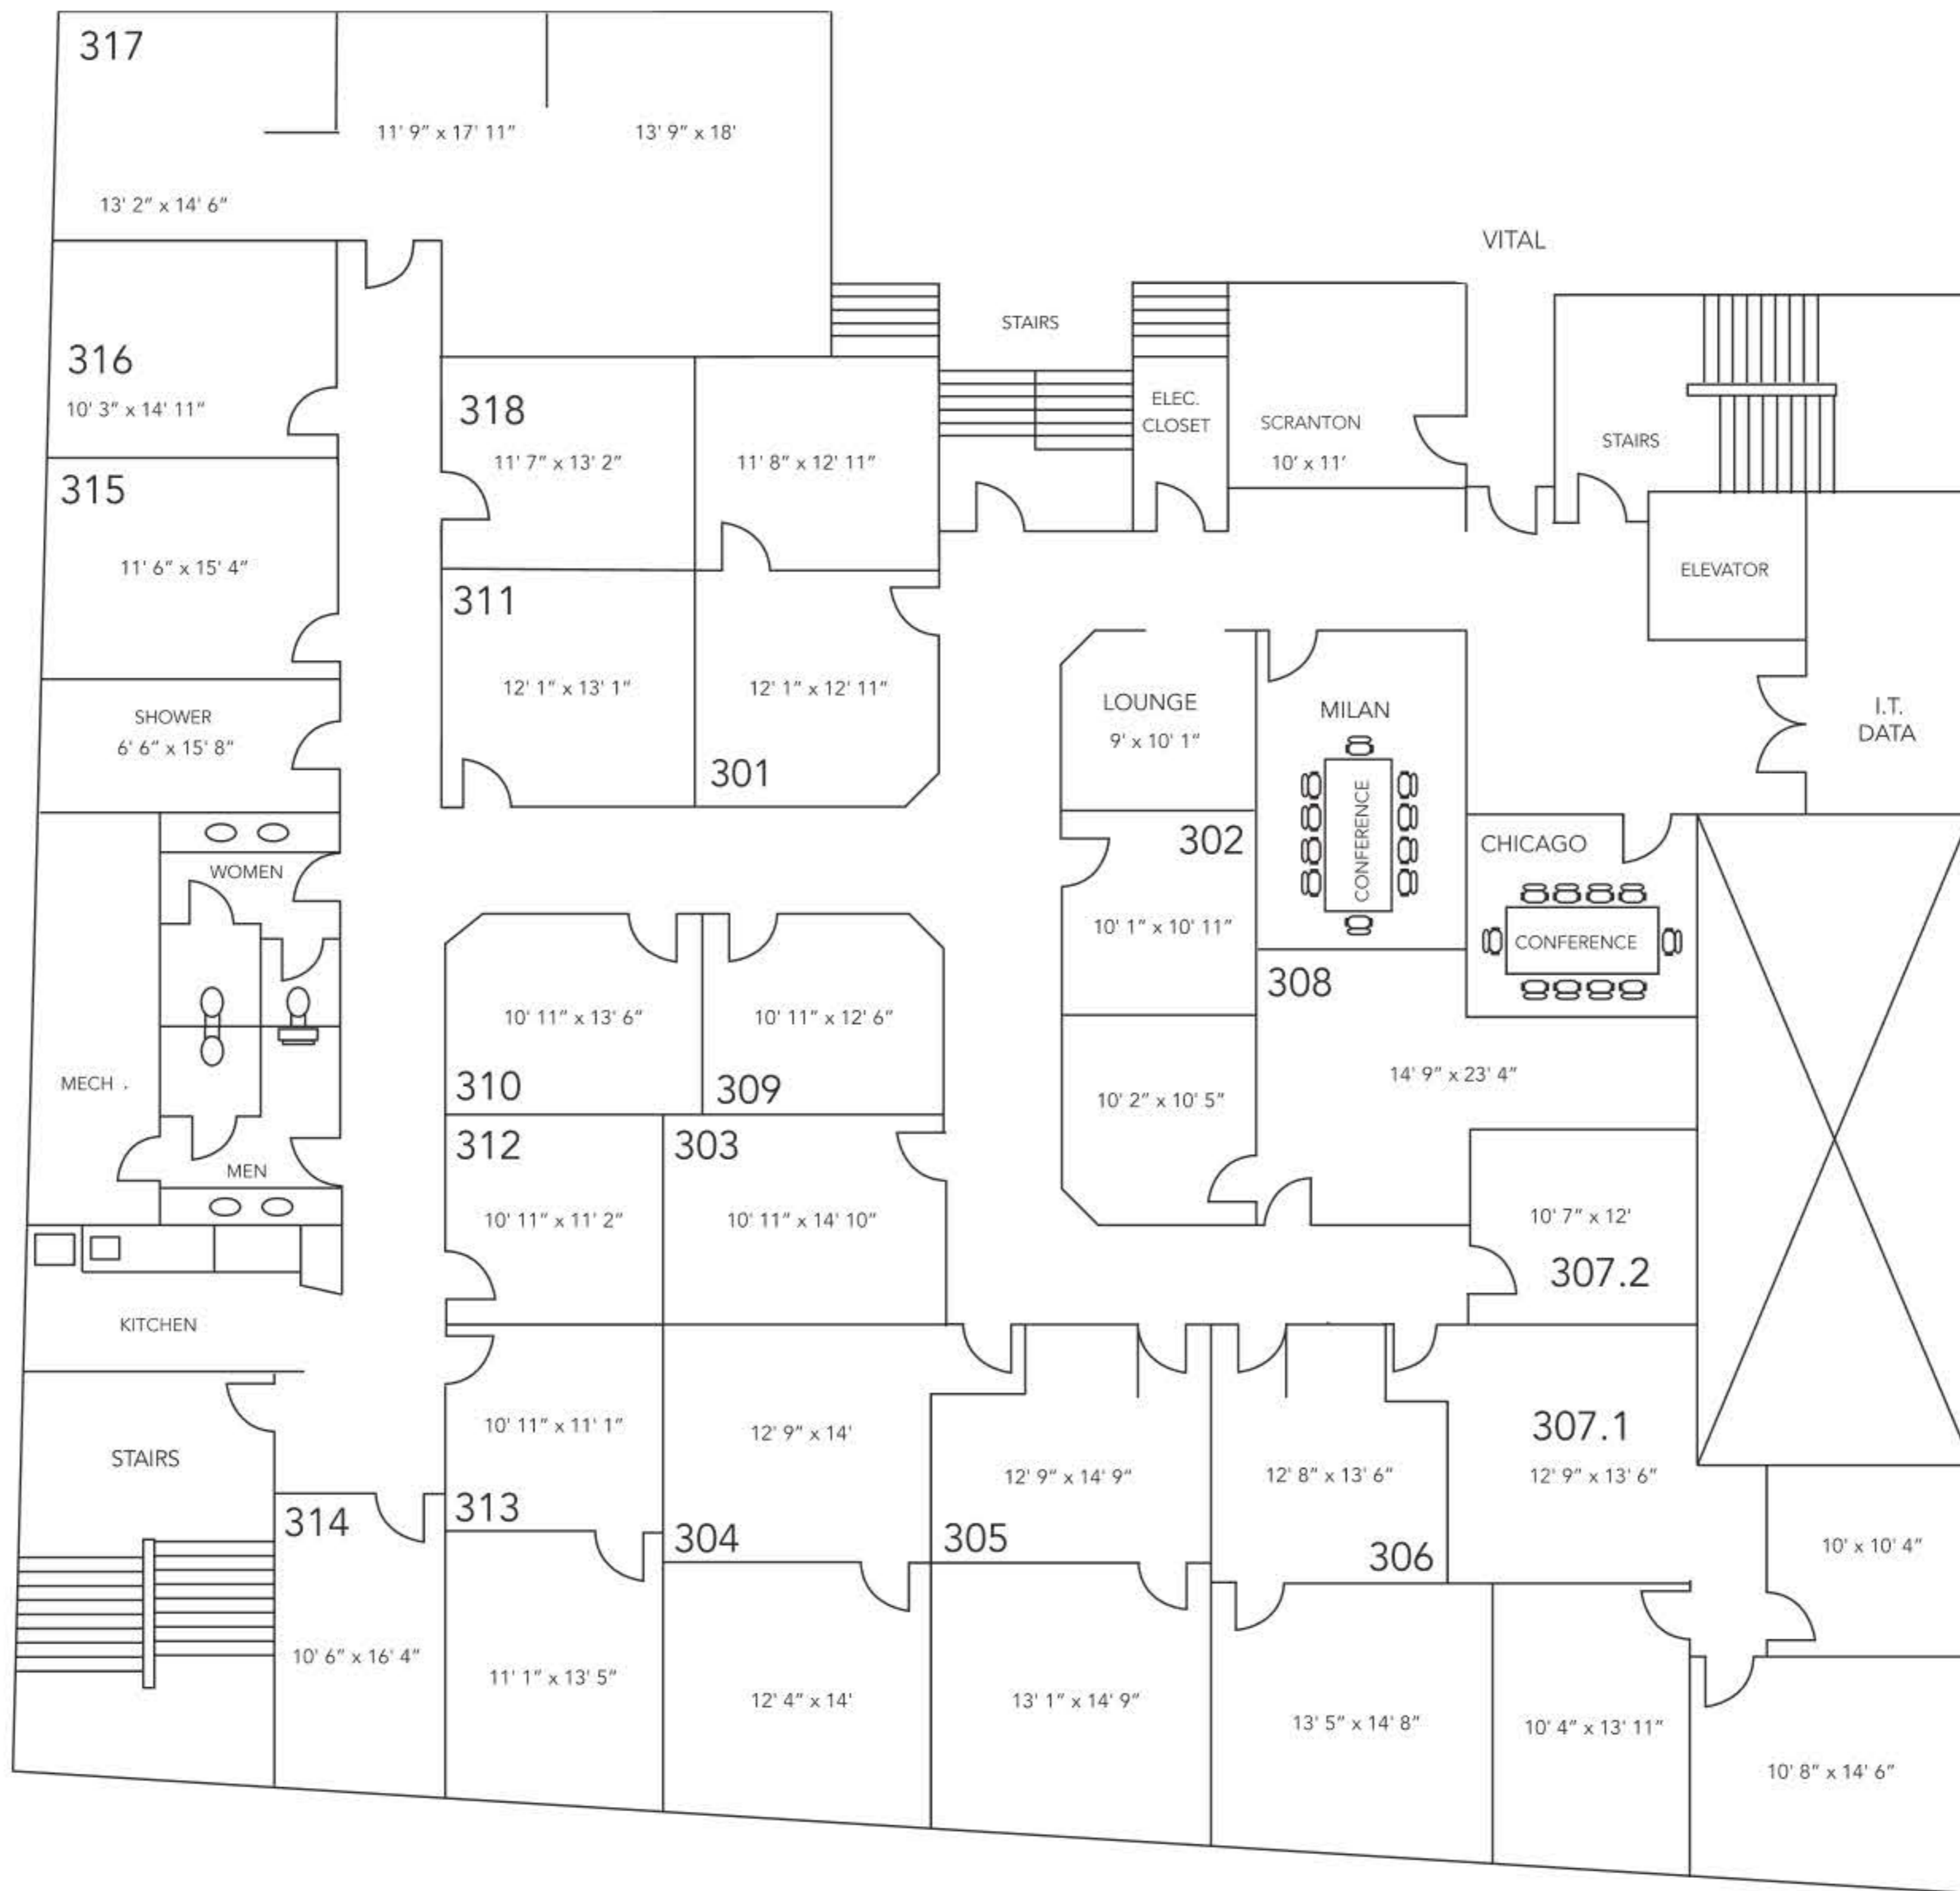 317
11' 9" x 17' 11"
13' 9" x 18'
13' 2" x 14' 6"
VITAL
316
10' 3" x 14' 11"
STAIRS
318
11' 7" x 13' 2"
11' 8" x 12' 11"
ELEC.
CLOSET
SCRANTON
10' x 11'
STAIRS
315
11' 6" x 15' 4"
ELEVATOR
311
12' 1" x 13' 1"
12' 1" x 12' 11"
301
SHOWER
6' 6" x 15' 8"
LOUNGE
9' x 10' 1"
MILAN
CONFERENCE
I.T.
DATA
302
10' 1" x 10' 11"
CHICAGO
CONFERENCE
WOMEN
MECH .
MEN
10' 11" x 13' 6"
310
10' 11" x 12' 6"
309
308
14' 9" x 23' 4"
10' 2" x 10' 5"
312
10' 11" x 11' 2"
303
10' 11" x 14' 10"
10' 7" x 12'
307.2
KITCHEN
STAIRS
10' 11" x 11' 1"
313
12' 9" x 14'
304
12' 9" x 14' 9"
305
12' 8" x 13' 6"
306
307.1
12' 9" x 13' 6"
10' x 10' 4"
314
10' 6" x 16' 4"
11' 1" x 13' 5"
12' 4" x 14'
13' 1" x 14' 9"
13' 5" x 14' 8"
10' 4" x 13' 11"
10' 8" x 14' 6"